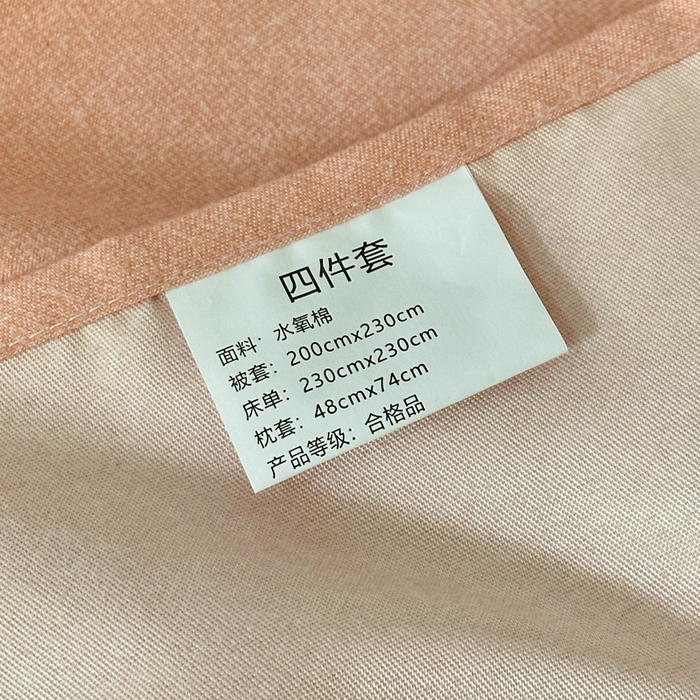 四件套
面料：水氧棉
被套：200cmx230cm
床单：230cmx230cm
枕套：48cmx74cm
产品等级：合格品